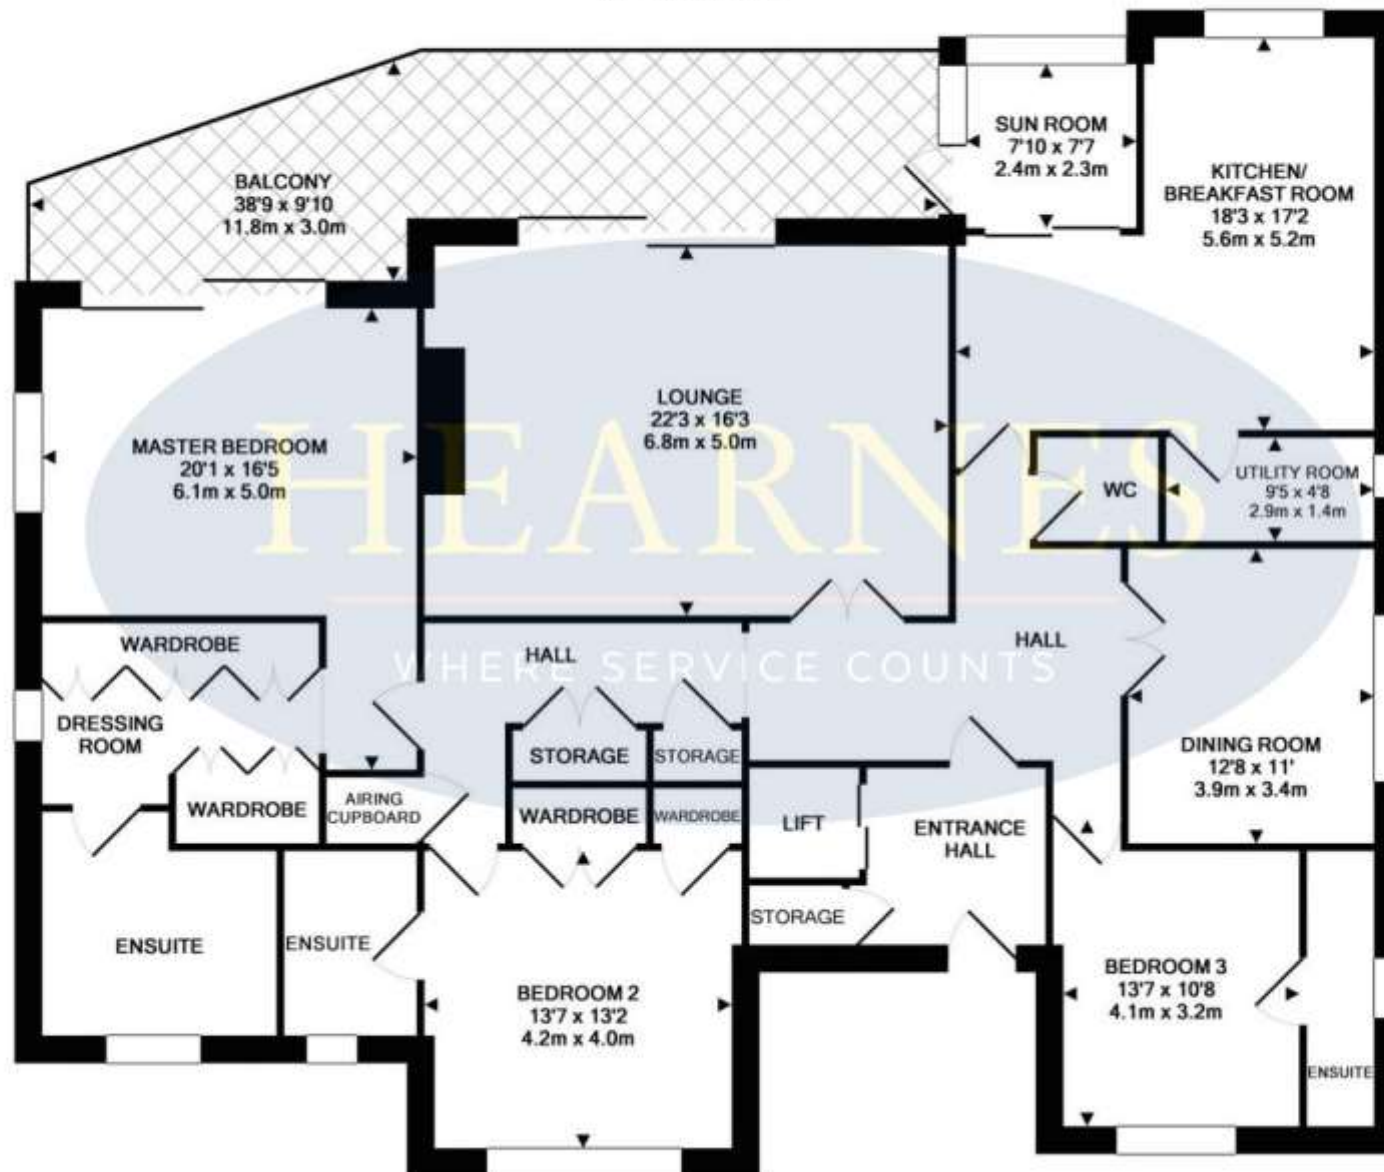 SUN ROOM
7'10 x 7'7
2.4m x 2.3m
BALCONY
38'9 x 9'10
11.8m x 3.0m
KITCHEN/
BREAKFAST ROOM
18'3 x 17'2
5.6m x 5.2m
LOUNGE
22'3 x 16'3
6.8m x 5.0m
MASTER BEDROOM
20'1 x 16'5
6.1m x 5.0m
HEARNES
WC
UTILITY ROOM
9'5 x 4'8
2.9m x 1.4m
WARDROBE
HALL
HALL
WHERE SERVICE COUNTS
DRESSING
ROOM
STORAGE
STORAGE
DINING ROOM
12'8 x 11'
3.9m x 3.4m
WARDROBE
AIRING
CUPBOARD
WARDROBE
WARDROBE
LIFT
ENTRANCE
HALL
STORAGE
ENSUITE
ENSUITE
BEDROOM 2
13'7 x 13'2
4.2m x 4.0m
BEDROOM 3
13'7 x 10'8
4.1m x 3.2m
ENSUITE